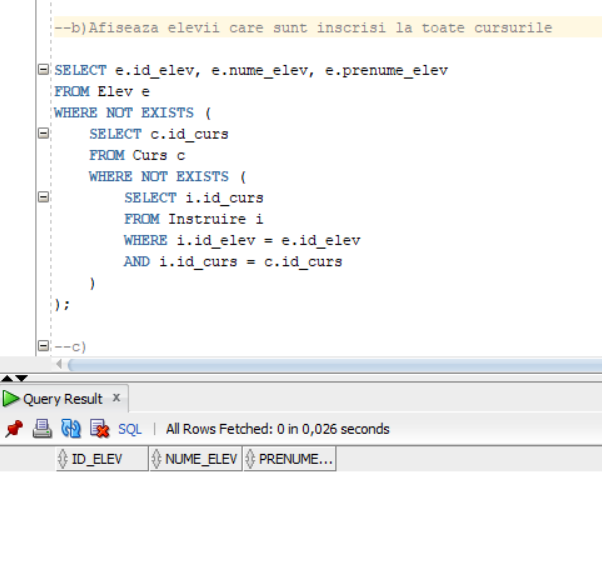 --b)Afiseaza elevii care sunt inscrisi la toate cursurile
SELECT e.id_elev, e.nume_elev, e.prenume_elev
FROM Elev e
WHERE NOT EXISTS (
SELECT c.id_curs
FROM Curs c
WHERE NOT EXISTS (
SELECT i.id_curs
FROM Instruire i
WHERE i.id_elev = e.id_elev
AND i.id_curs = c.id_curs
)
);
--c)
Query Result x
SQL | All Rows Fetched: 0 in 0,026 seconds
ID_ELEV NUME_ELEV PRENUME...